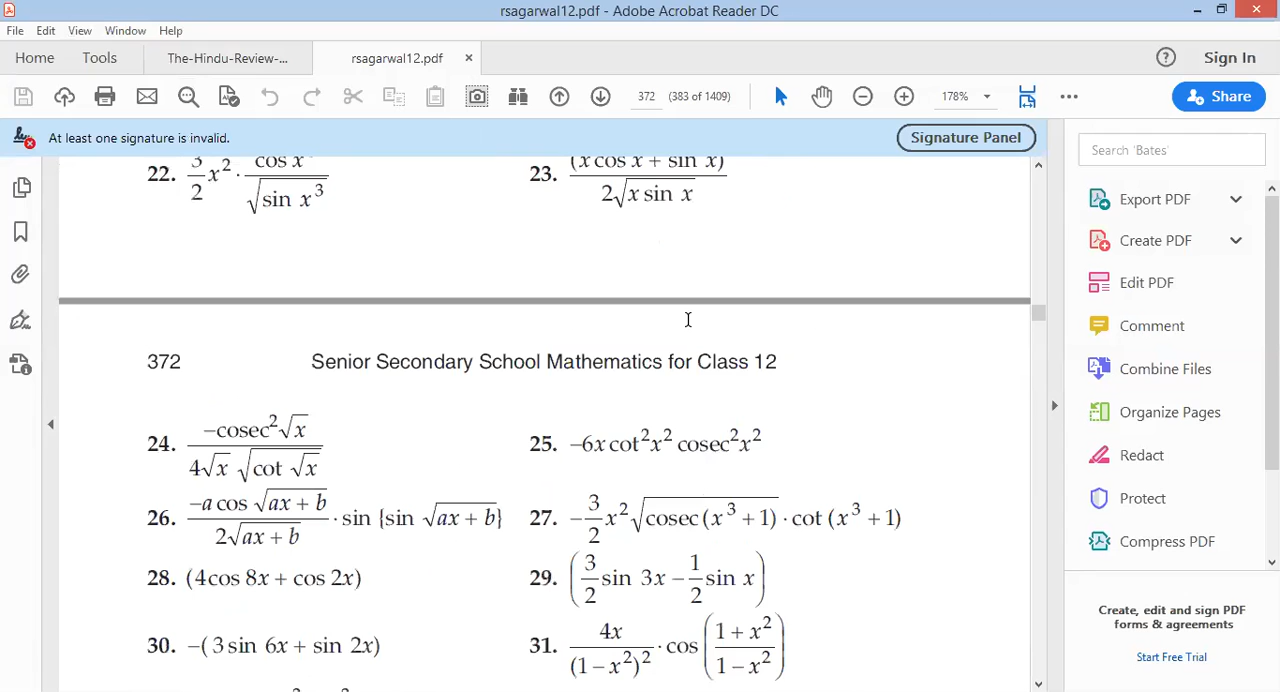 rsagarwal12.pdf - Adobe Acrobat Reader DC
File Edit View Window Help
Home Tools The-Hindu-Review-... rsagarwal12.pdf × Sign In
372 (383 of 1409) 178% Share
At least one signature is invalid. Signature Panel
Search 'Bates'
22. 3/2 x² · cos x³/√(sin x³) 23. (x cos x + sin x)/(2√(x sin x))
372 Senior Secondary School Mathematics for Class 12
24. −cosec²√x/(4√x √(cot √x)) 25. −6x cot²x² cosec²x²
26. −a cos √(ax + b)/(2√(ax + b)) · sin {sin √(ax + b)} 27. −3/2 x² √(cosec (x³ + 1)) · cot (x³ + 1)
28. (4cos 8x + cos 2x) 29. (3/2 sin 3x − 1/2 sin x)
30. −(3 sin 6x + sin 2x) 31. 4x/(1 − x²)² · cos ((1 + x²)/(1 − x²))
Export PDF
Create PDF
Edit PDF
Comment
Combine Files
Organize Pages
Redact
Protect
Compress PDF
Create, edit and sign PDF
forms & agreements
Start Free Trial